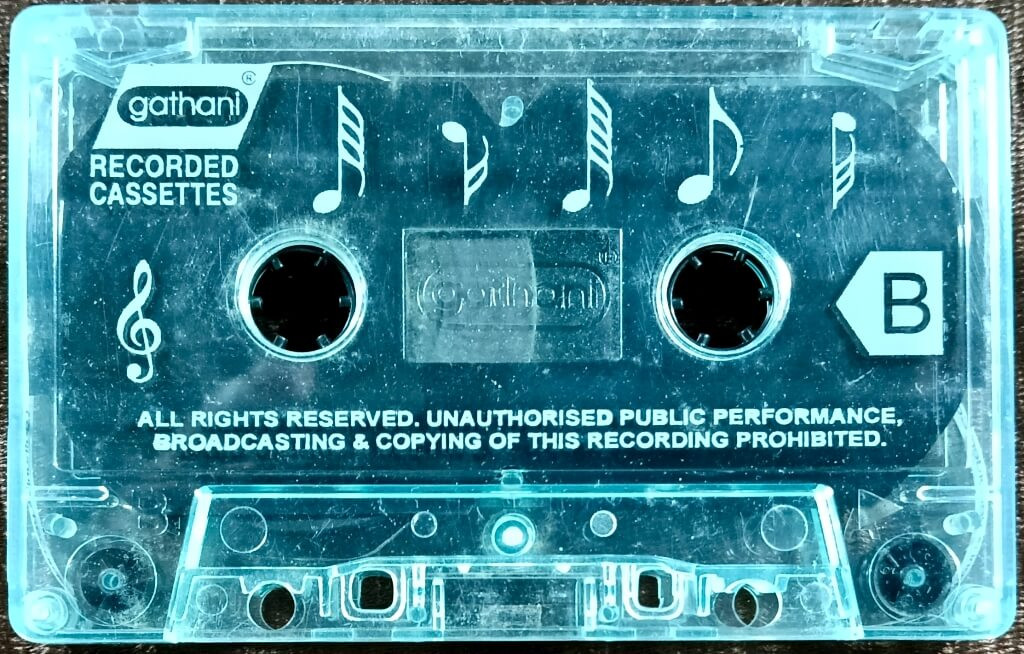 gathani ®
RECORDED
CASSETTES
gathani
B
ALL RIGHTS RESERVED. UNAUTHORISED PUBLIC PERFORMANCE,
BROADCASTING & COPYING OF THIS RECORDING PROHIBITED.